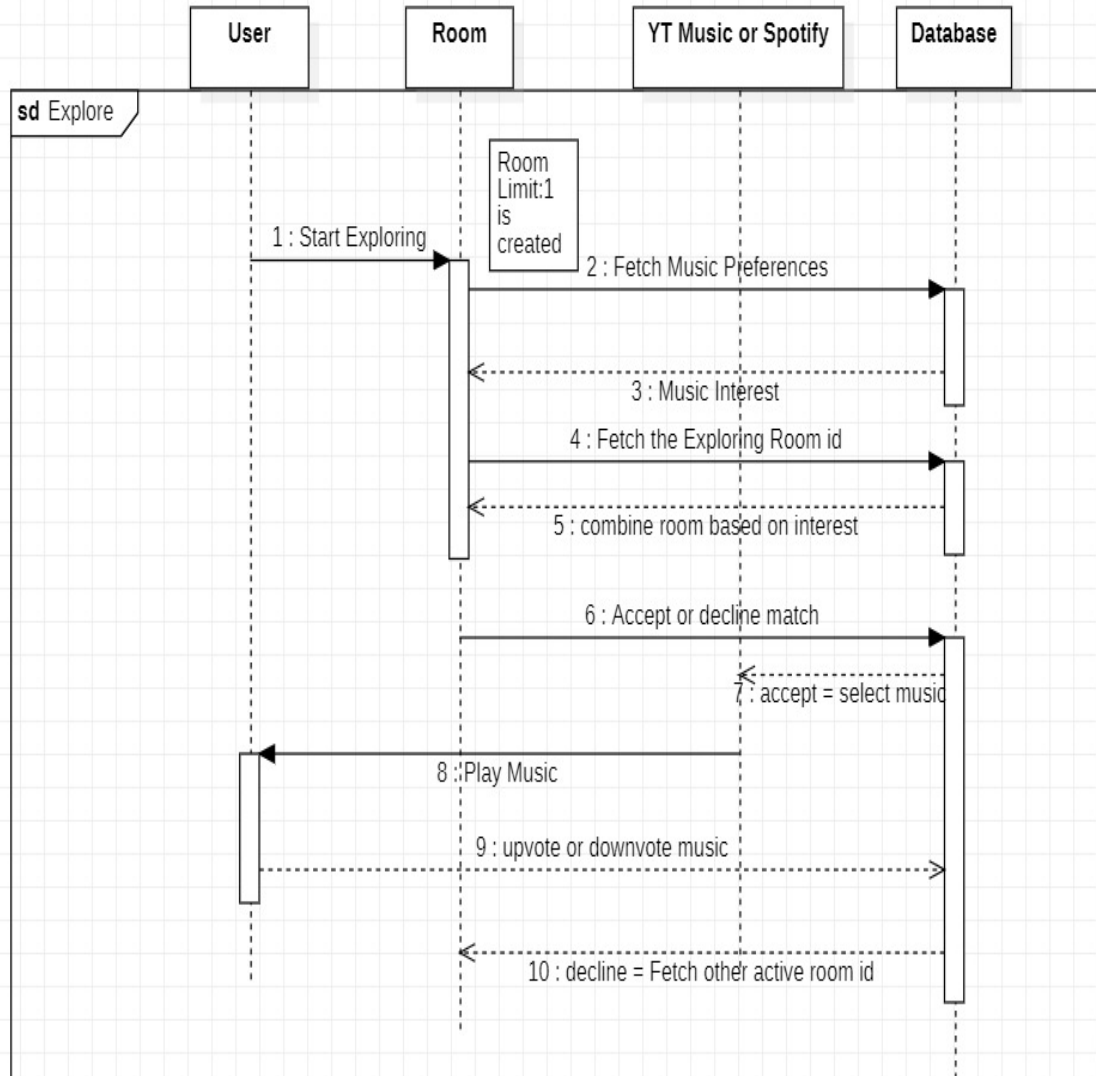 User
Room
YT Music or Spotify
Database
sd Explore
Room
Limit:1
is
created
1 : Start Exploring
2 : Fetch Music Preferences
3 : Music Interest
4 : Fetch the Exploring Room id
5 : combine room based on interest
6 : Accept or decline match
7 : accept = select music
8 : Play Music
9 : upvote or downvote music
10 : decline = Fetch other active room id